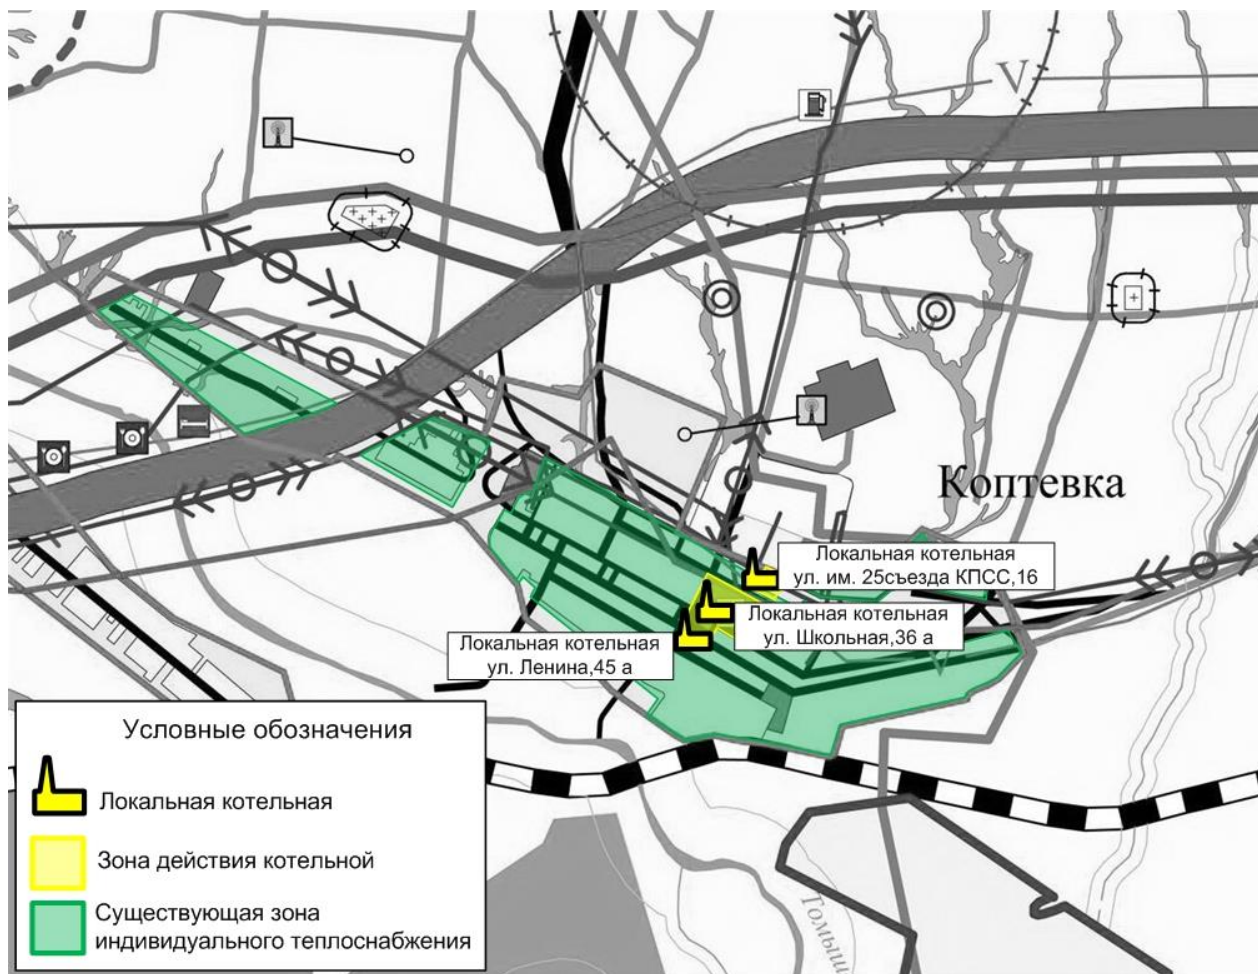 V
Коптевка
Локальная котельная
ул. им. 25съезда КПСС,16
Локальная котельная
ул. Школьная,36 а
Локальная котельная
ул. Ленина,45 а
V
Условные обозначения
Локальная котельная
Зона действия котельной
Существующая зона
индивидуального теплоснабжения
Томыш